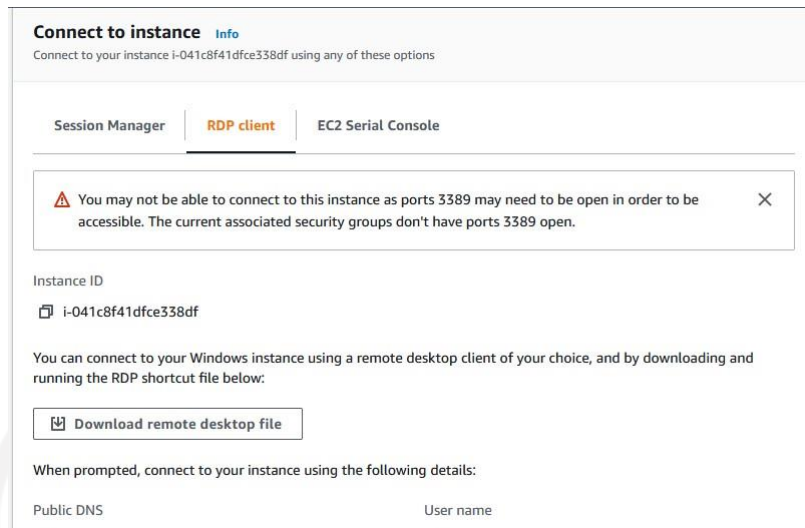 Connect to instance Info
Connect to your instance i-041c8f41dfce338df using any of these options
Session Manager RDP client EC2 Serial Console
You may not be able to connect to this instance as ports 3389 may need to be open in order to be
accessible. The current associated security groups don't have ports 3389 open.
Instance ID
i-041c8f41dfce338df
You can connect to your Windows instance using a remote desktop client of your choice, and by downloading and
running the RDP shortcut file below:
Download remote desktop file
When prompted, connect to your instance using the following details:
Public DNS User name